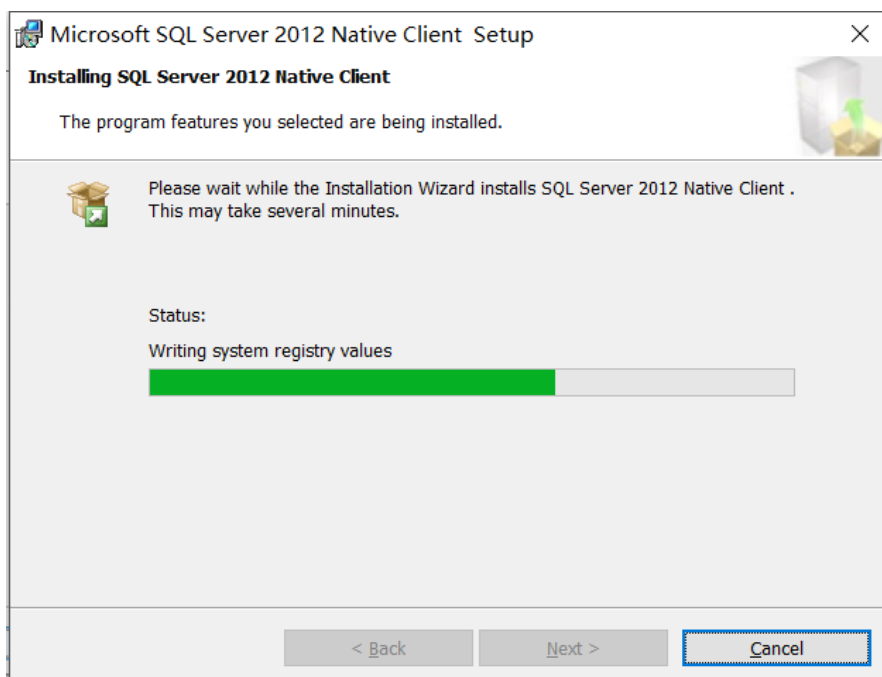 Microsoft SQL Server 2012 Native Client  Setup
Installing SQL Server 2012 Native Client
The program features you selected are being installed.
Please wait while the Installation Wizard installs SQL Server 2012 Native Client .
This may take several minutes.
Status:
Writing system registry values
< Back
Next >
Cancel